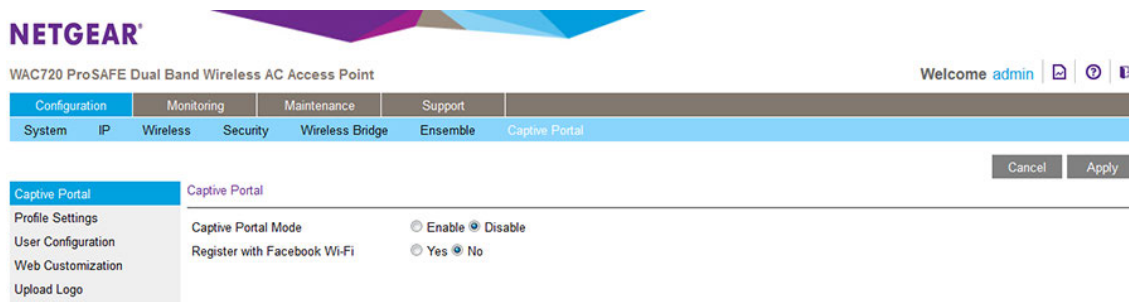 NETGEAR®
WAC720 ProSAFE Dual Band Wireless AC Access Point
Welcome admin
Configuration Monitoring Maintenance Support
System IP Wireless Security Wireless Bridge Ensemble Captive Portal
Cancel Apply
Captive Portal
Profile Settings
User Configuration
Web Customization
Upload Logo
Captive Portal
Captive Portal Mode Enable Disable
Register with Facebook Wi-Fi Yes No